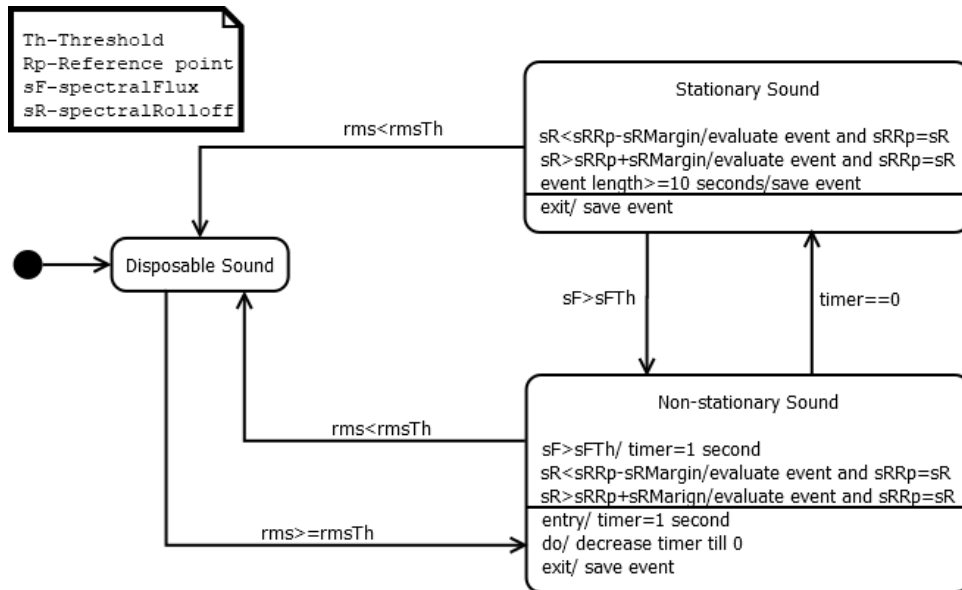 Th-Threshold
Rp-Reference point
sF-spectralFlux
sR-spectralRolloff
Stationary Sound
sR<sRRp-sRMargin/evaluate event and sRRp=sR
sR>sRRp+sRMargin/evaluate event and sRRp=sR
event length>=10 seconds/save event
exit/ save event
rms<rmsTh
Disposable Sound
sF>sFTh
timer==0
Non-stationary Sound
sF>sFTh/ timer=1 second
sR<sRRp-sRMargin/evaluate event and sRRp=sR
sR>sRRp+sRMarign/evaluate event and sRRp=sR
entry/ timer=1 second
do/ decrease timer till 0
exit/ save event
rms<rmsTh
rms>=rmsTh